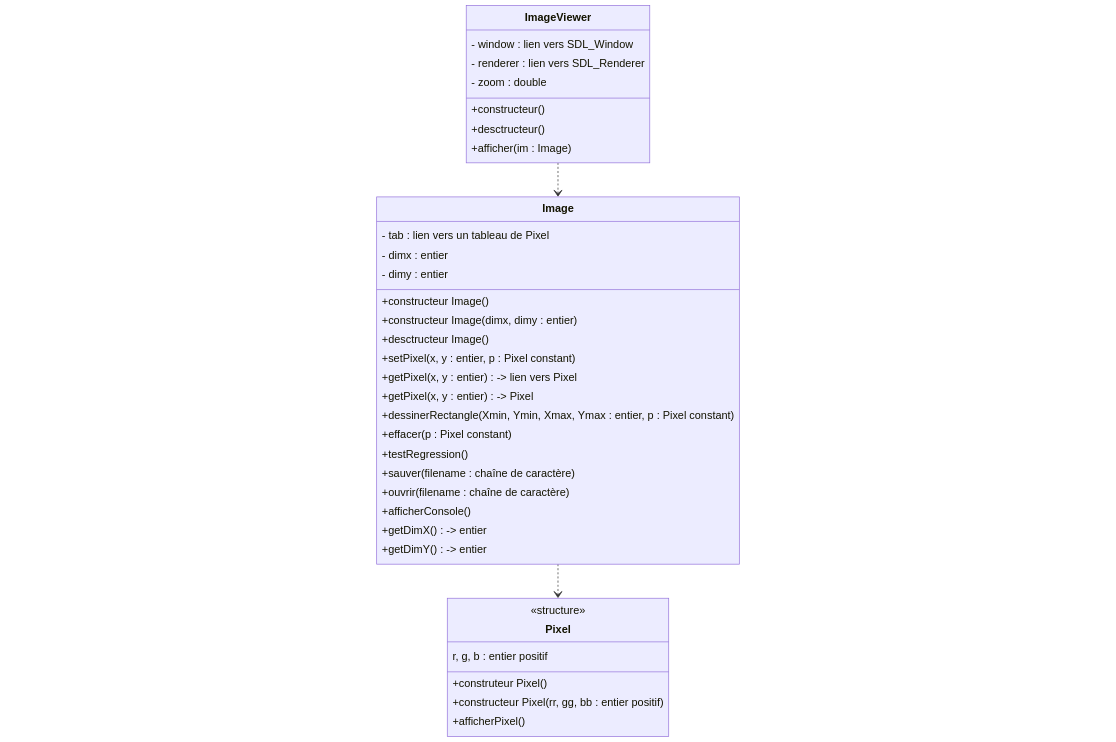 ImageViewer
- window : lien vers SDL_Window
- renderer : lien vers SDL_Renderer
- zoom : double
+constructeur()
+desctructeur()
+afficher(im : Image)
Image
- tab : lien vers un tableau de Pixel
- dimx : entier
- dimy : entier
+constructeur Image()
+constructeur Image(dimx, dimy : entier)
+desctructeur Image()
+setPixel(x, y : entier, p : Pixel constant)
+getPixel(x, y : entier) : -> lien vers Pixel
+getPixel(x, y : entier) : -> Pixel
+dessinerRectangle(Xmin, Ymin, Xmax, Ymax : entier, p : Pixel constant)
+effacer(p : Pixel constant)
+testRegression()
+sauver(filename : chaîne de caractère)
+ouvrir(filename : chaîne de caractère)
+afficherConsole()
+getDimX() : -> entier
+getDimY() : -> entier
«structure»
Pixel
r, g, b : entier positif
+construteur Pixel()
+constructeur Pixel(rr, gg, bb : entier positif)
+afficherPixel()